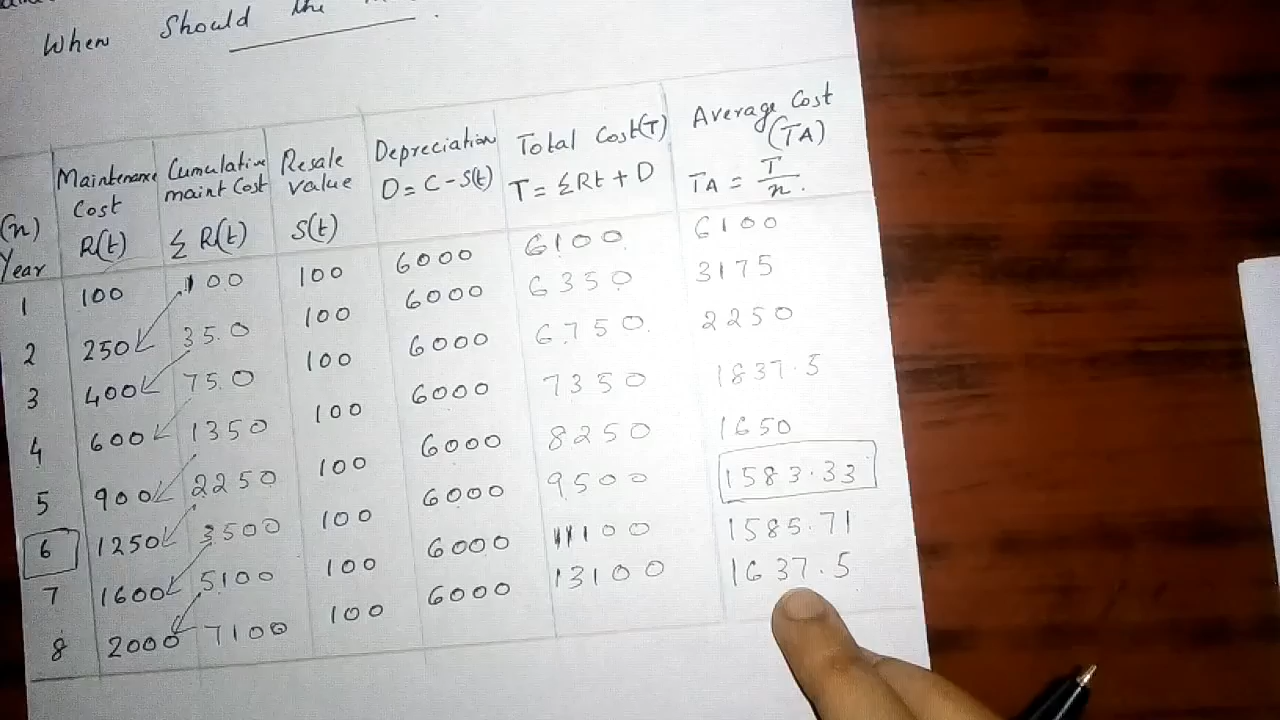 When Should the
(n) Year Maintenance Cost R(t) Cumulative maint Cost Σ R(t) Resale value S(t) Depreciation D = C - S(t) Total Cost(T) T = ΣRt + D Average Cost (TA) TA = T/n.
1 100 100 100 6000 6100 6100
2 250 350 100 6000 6350 3175
3 400 750 100 6000 6750 2250
4 600 1350 100 6000 7350 1837.5
5 900 2250 100 6000 8250 1650
6 1250 3500 100 6000 9500 1583.33
7 1600 5100 100 6000 11100 1585.71
8 2000 7100 100 6000 13100 1637.5